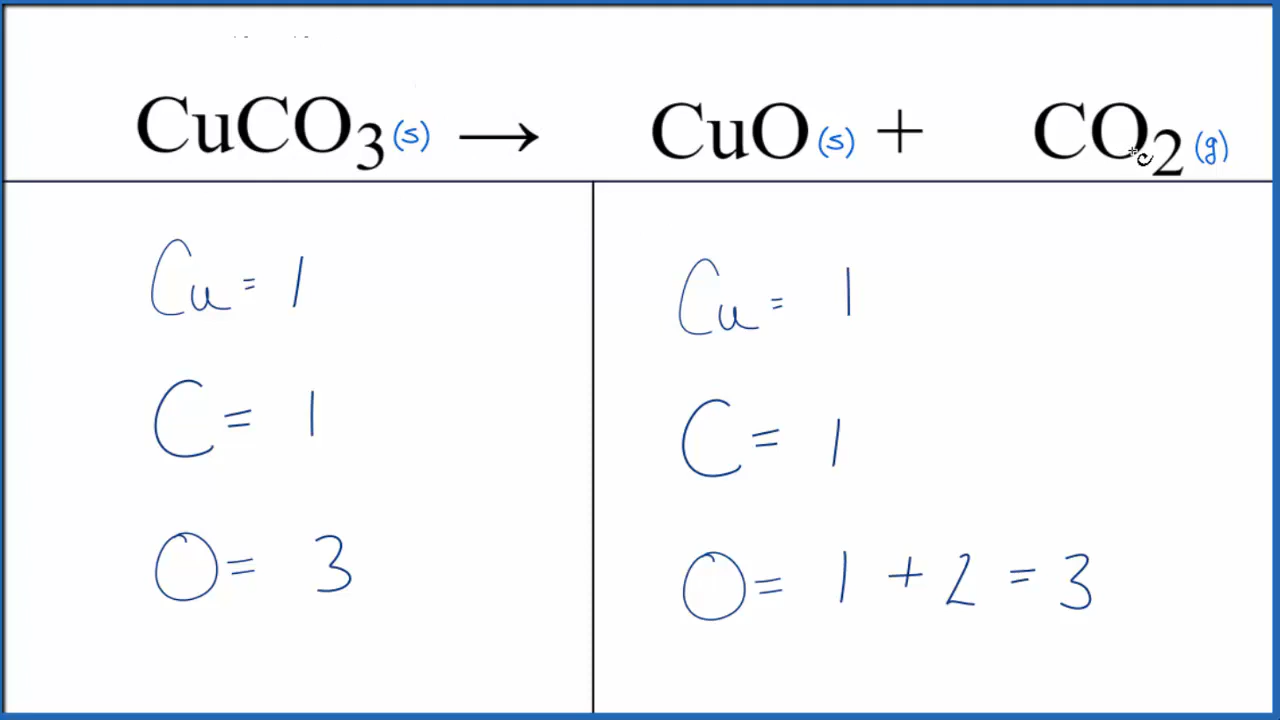 CuCO₃(s) → CuO(s) + CO₂(g)
Cu = 1
C = 1
O = 3
Cu = 1
C = 1
O = 1 + 2 = 3